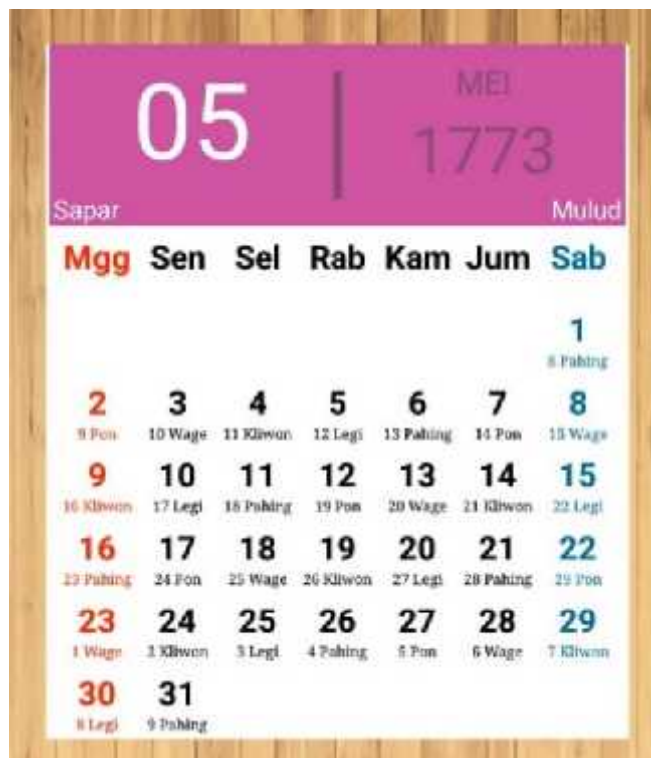 05
MEI
1773
Sapar Mulud
Mgg Sen Sel Rab Kam Jum Sab
1
8 Pahing
2 3 4 5 6 7 8
9 Pon 10 Wage 11 Kliwon 12 Legi 13 Pahing 14 Pon 15 Wage
9 10 11 12 13 14 15
16 Kliwon 17 Legi 18 Pahing 19 Pon 20 Wage 21 Kliwon 22 Legi
16 17 18 19 20 21 22
23 Pahing 24 Pon 25 Wage 26 Kliwon 27 Legi 28 Pahing 29 Pon
23 24 25 26 27 28 29
1 Wage 2 Kliwon 3 Legi 4 Pahing 5 Pon 6 Wage 7 Kliwon
30 31
8 Legi 9 Pahing